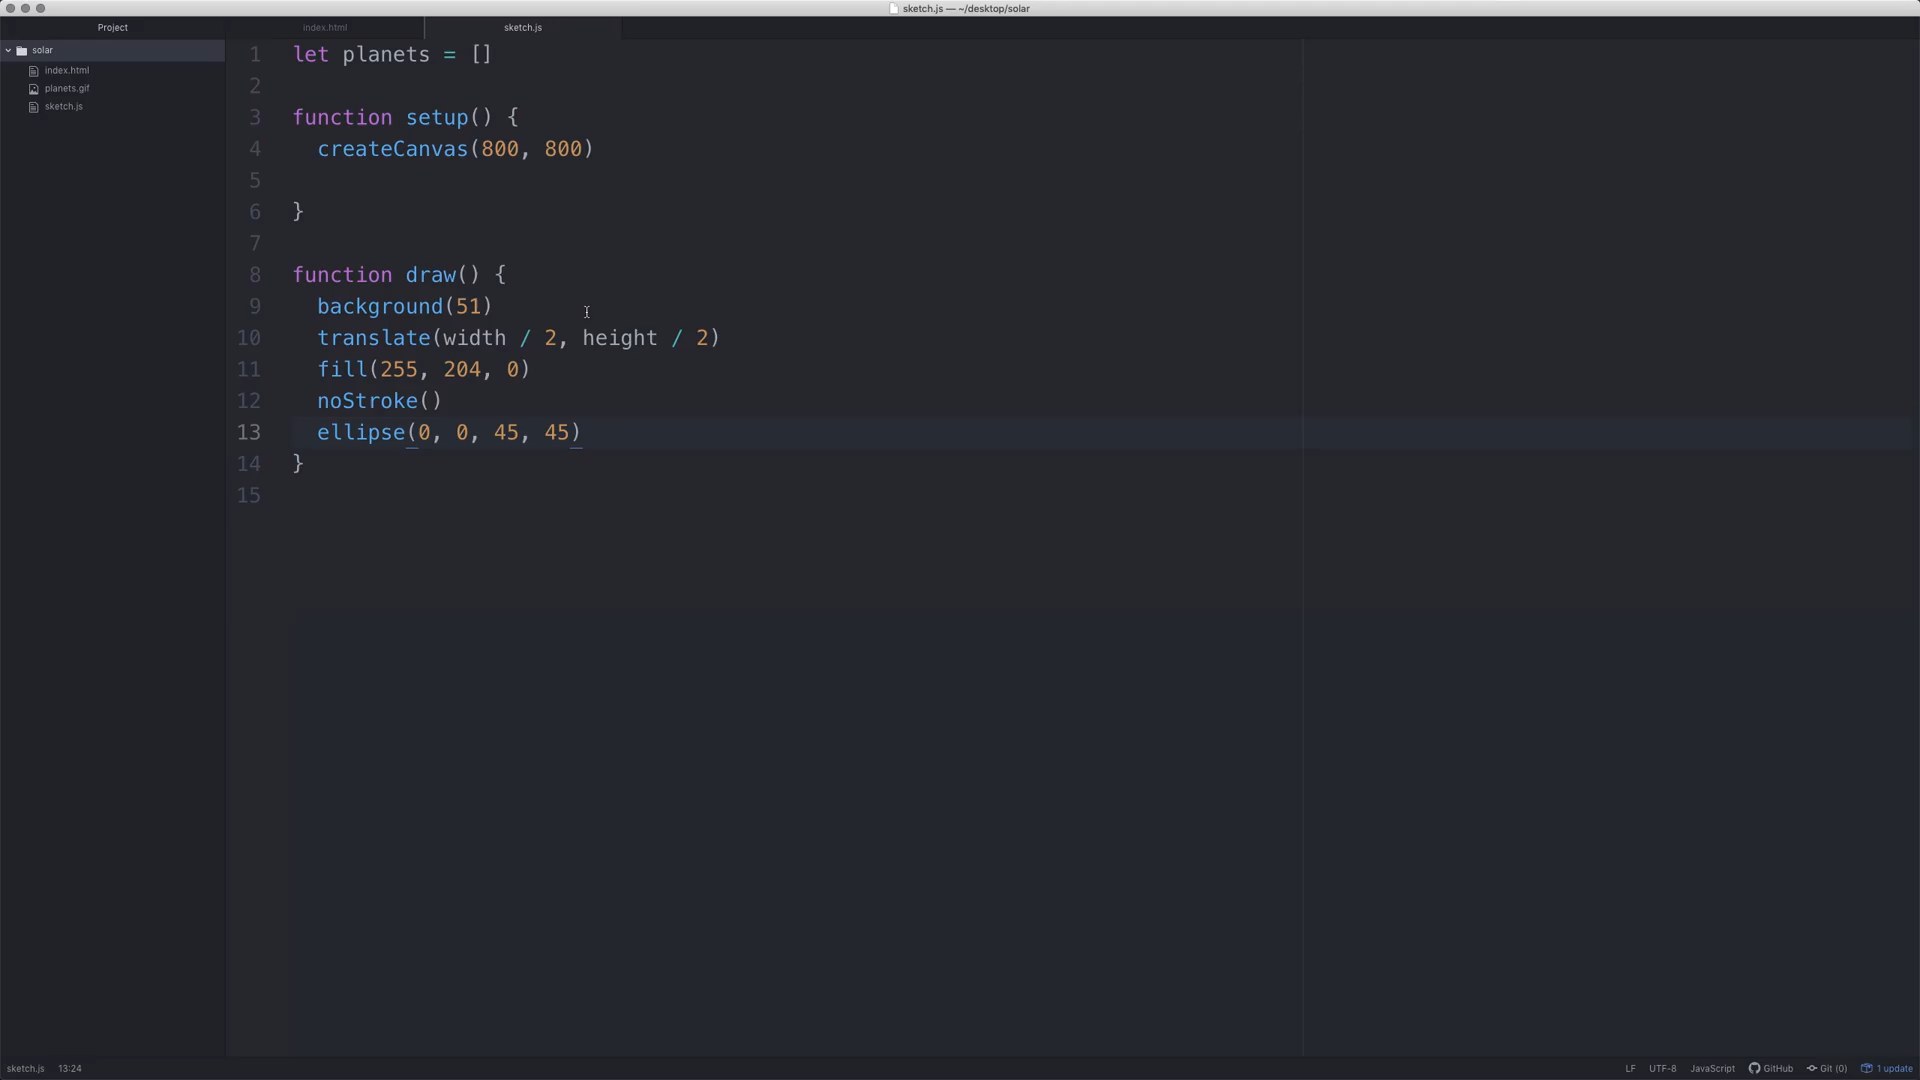 sketch.js — ~/desktop/solar
Project
index.html
sketch.js
solar
index.html
planets.gif
sketch.js
1 let planets = []
2
3 function setup() {
4 createCanvas(800, 800)
5
6 }
7
8 function draw() {
9 background(51)
10 translate(width / 2, height / 2)
11 fill(255, 204, 0)
12 noStroke()
13 ellipse(0, 0, 45, 45)
14 }
15
sketch.js 13:24
LF UTF-8 JavaScript GitHub Git (0) 1 update